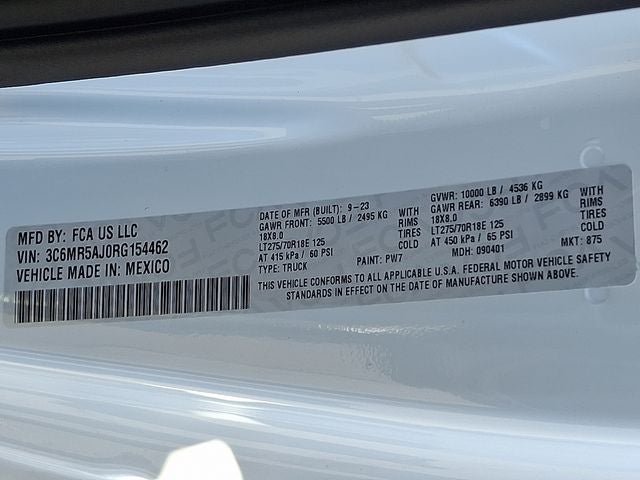 MFD BY: FCA US LLC
VIN: 3C6MR5AJ0RG154462
VEHICLE MADE IN: MEXICO
DATE OF MFR (BUILT): 9-23
GAWR FRONT: 5500 LB / 2495 KG WITH
18X8.0 RIMS
LT275/70R18E 125 TIRES
AT 415 kPa / 60 PSI COLD
TYPE: TRUCK PAINT: PW7
GVWR: 10000 LB / 4536 KG
GAWR REAR: 6390 LB / 2899 KG WITH
18X8.0 RIMS
LT275/70R18E 125 TIRES
AT 450 kPa / 65 PSI COLD
MDH: 090401 MKT: 875
THIS VEHICLE CONFORMS TO ALL APPLICABLE U.S.A. FEDERAL MOTOR VEHICLE SAFETY
STANDARDS IN EFFECT ON THE DATE OF MANUFACTURE SHOWN ABOVE.